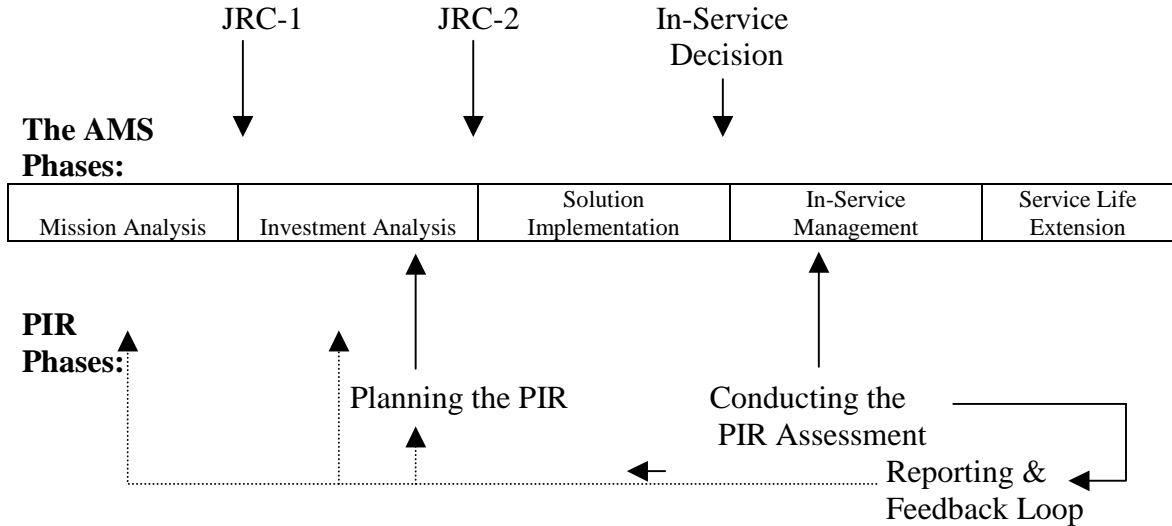 JRC-1
JRC-2
In-Service
Decision
The AMS
Phases:
Mission Analysis
Investment Analysis
Solution
Implementation
In-Service
Management
Service Life
Extension
PIR
Phases:
Planning the PIR
Conducting the
PIR Assessment
Reporting &
Feedback Loop